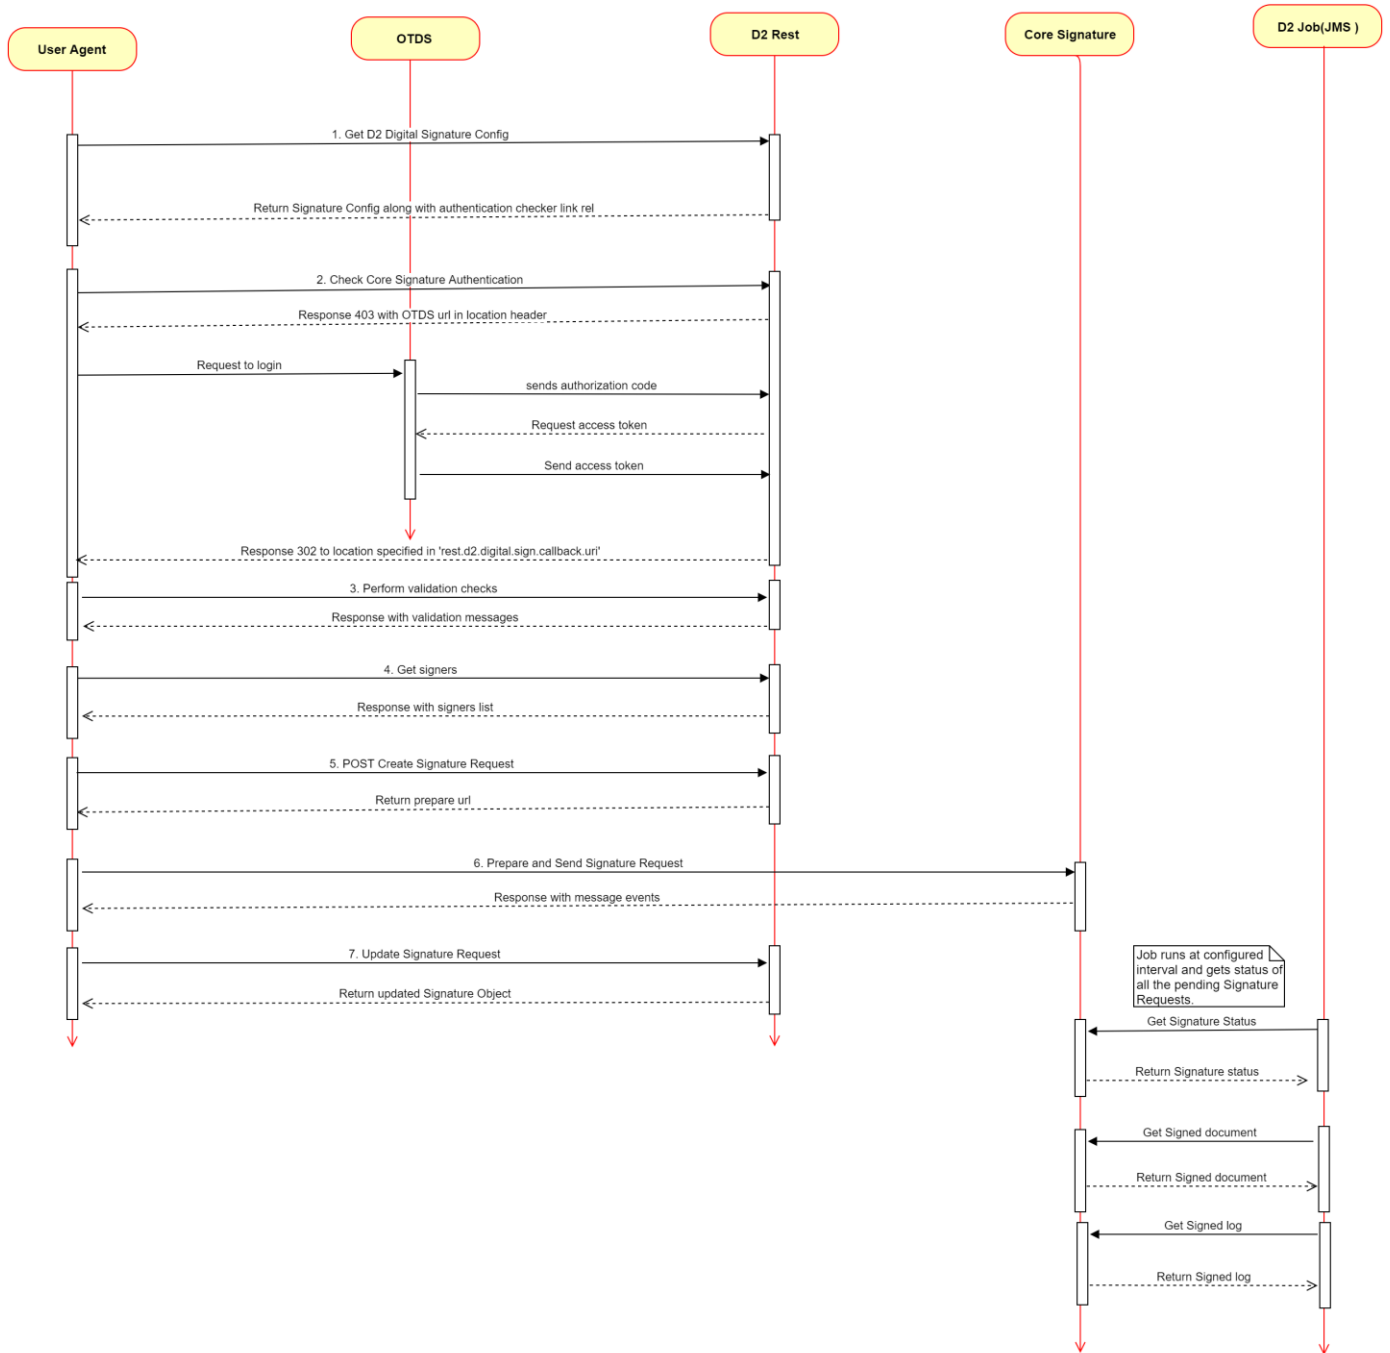 User Agent
OTDS
D2 Rest
Core Signature
D2 Job(JMS )
1. Get D2 Digital Signature Config
Return Signature Config along with authentication checker link rel
2. Check Core Signature Authentication
Response 403 with OTDS url in location header
Request to login
sends authorization code
Request access token
Send access token
Response 302 to location specified in 'rest.d2.digital.sign.callback.uri'
3. Perform validation checks
Response with validation messages
4. Get signers
Response with signers list
5. POST Create Signature Request
Return prepare url
6. Prepare and Send Signature Request
Response with message events
7. Update Signature Request
Return updated Signature Object
Job runs at configured
interval and gets status of
all the pending Signature
Requests.
Get Signature Status
Return Signature status
Get Signed document
Return Signed document
Get Signed log
Return Signed log